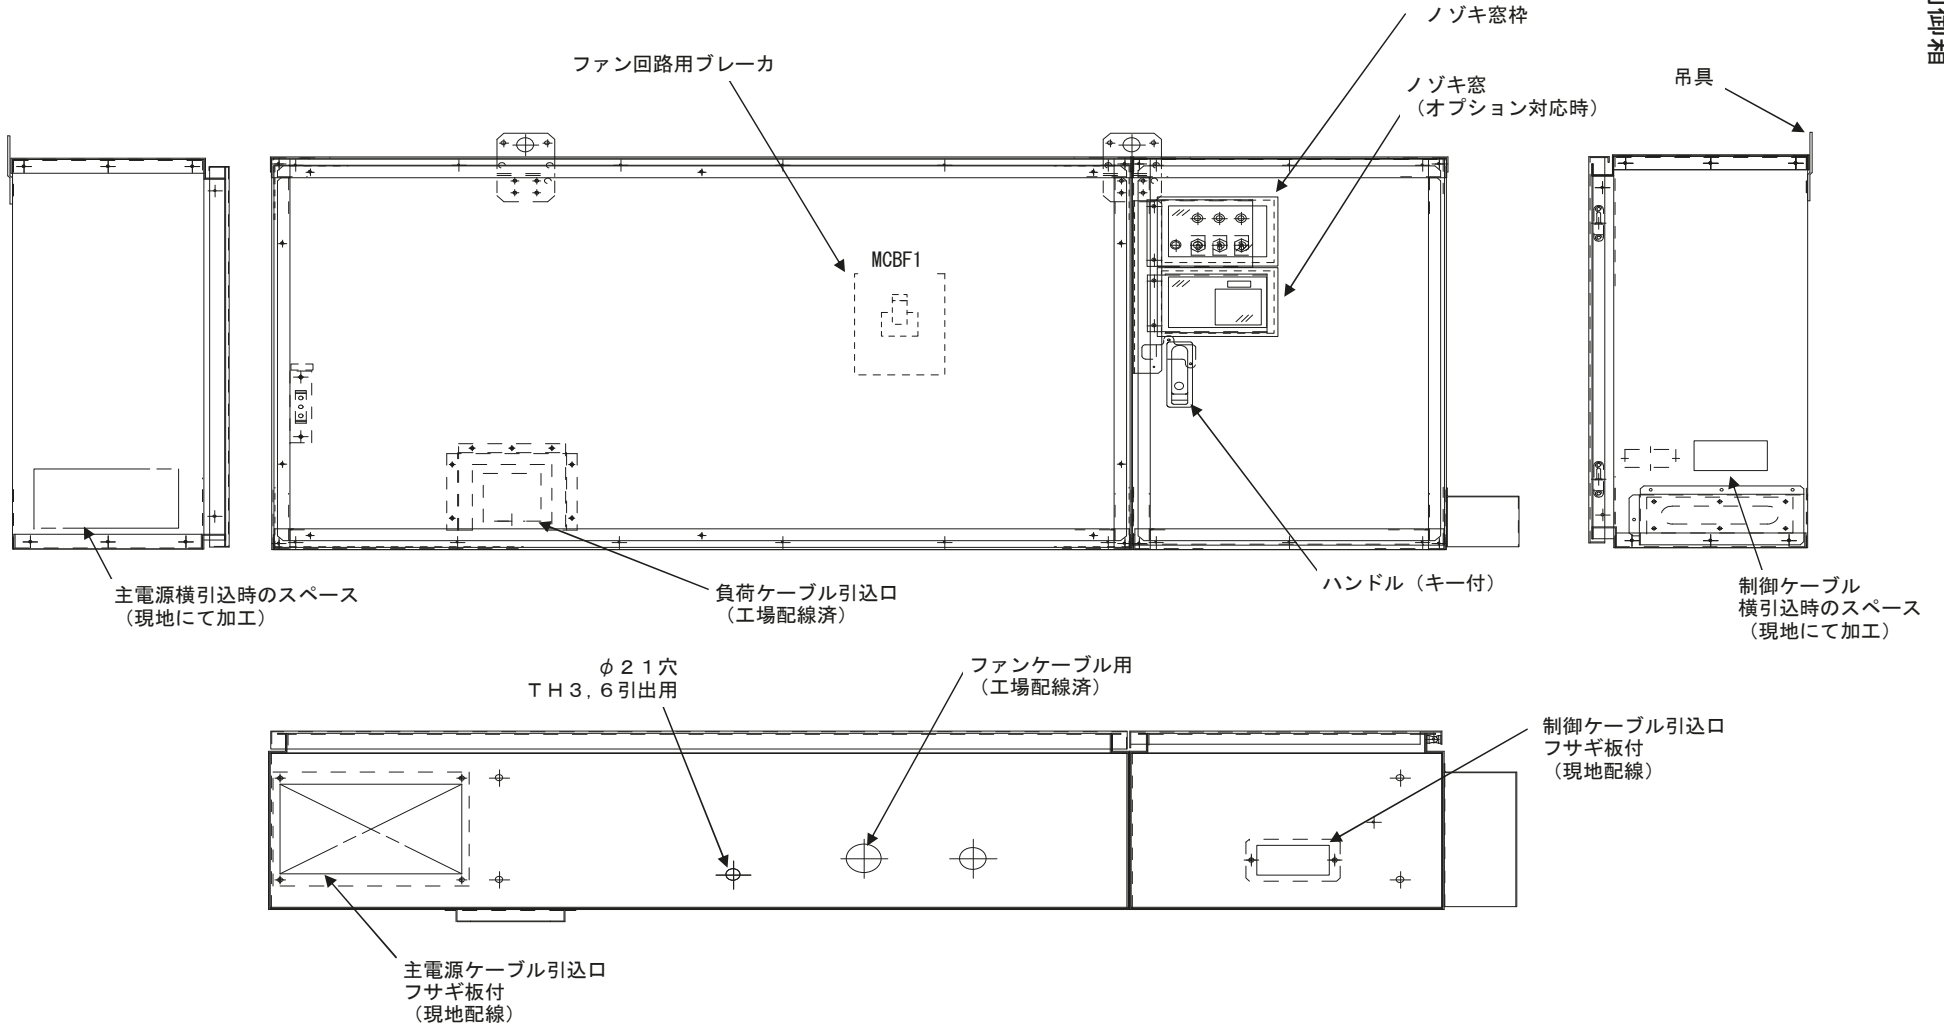 ノゾキ窓枠
ファン回路用ブレーカ
ノゾキ窓
（オプション対応時）
吊具
MCBF1
主電源横引込時のスペース
（現地にて加工）
負荷ケーブル引込口
（工場配線済）
ハンドル（キー付）
制御ケーブル
横引込時のスペース
（現地にて加工）
φ２１穴
ＴＨ３，６引出用
ファンケーブル用
（工場配線済）
制御ケーブル引込口
フサギ板付
（現地配線）
主電源ケーブル引込口
フサギ板付
（現地配線）